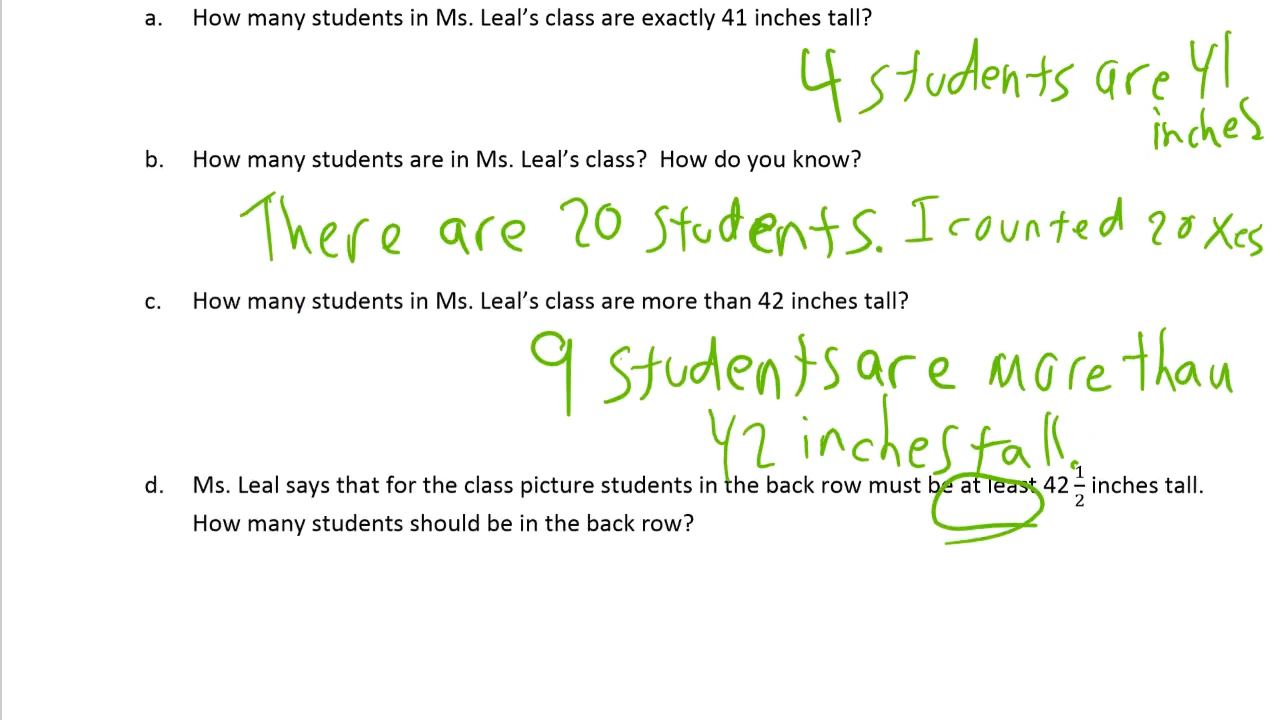 a. How many students in Ms. Leal's class are exactly 41 inches tall?
4 students are 41
inches
b. How many students are in Ms. Leal's class? How do you know?
There are 20 students. I counted 20 Xes
c. How many students in Ms. Leal's class are more than 42 inches tall?
9 students are more than
42 inches tall.
d. Ms. Leal says that for the class picture students in the back row must be at least 42 1/2 inches tall.
How many students should be in the back row?